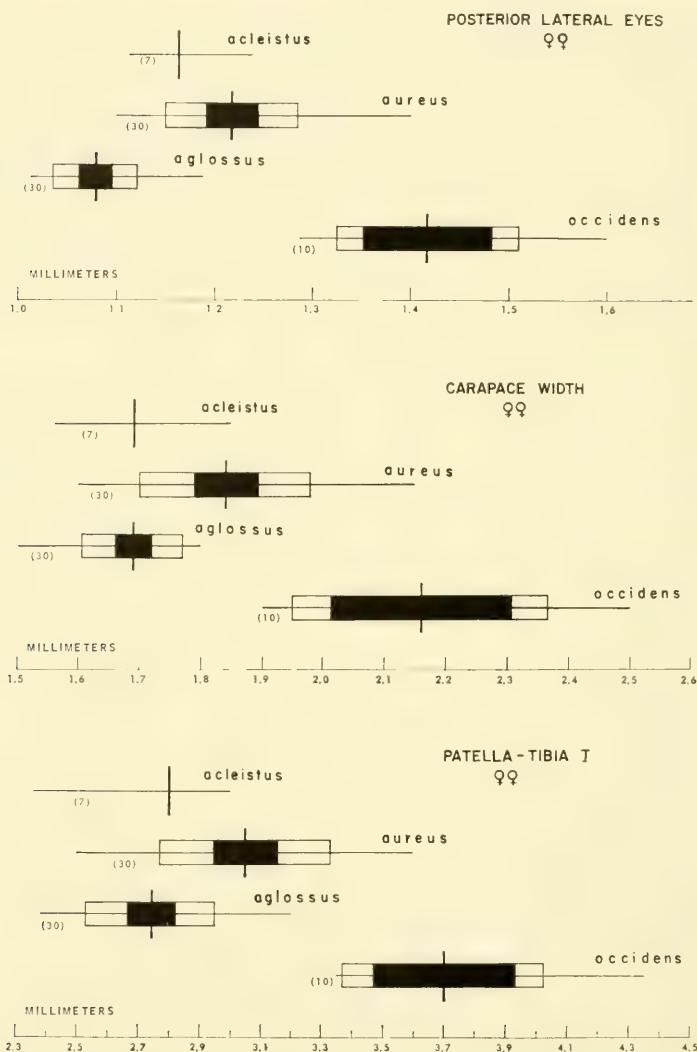 POSTERIOR LATERAL EYES
♀♀
acleistus
(7)
aureus
(30)
aglossus
(30)
occidens
(10)
MILLIMETERS
1,0 1,1 1,2 1,3 1,4 1,5 1,6
CARAPACE WIDTH
♀♀
acleistus
(7)
aureus
(30)
aglossus
(30)
occidens
(10)
MILLIMETERS
1,5 1,6 1,7 1,8 1,9 2,0 2,1 2,2 2,3 2,4 2,5 2,6
PATELLA-TIBIA I
♀♀
acleistus
(7)
aureus
(30)
aglossus
(30)
occidens
(10)
MILLIMETERS
2,3 2,5 2,7 2,9 3,1 3,3 3,5 3,7 3,9 4,1 4,3 4,5